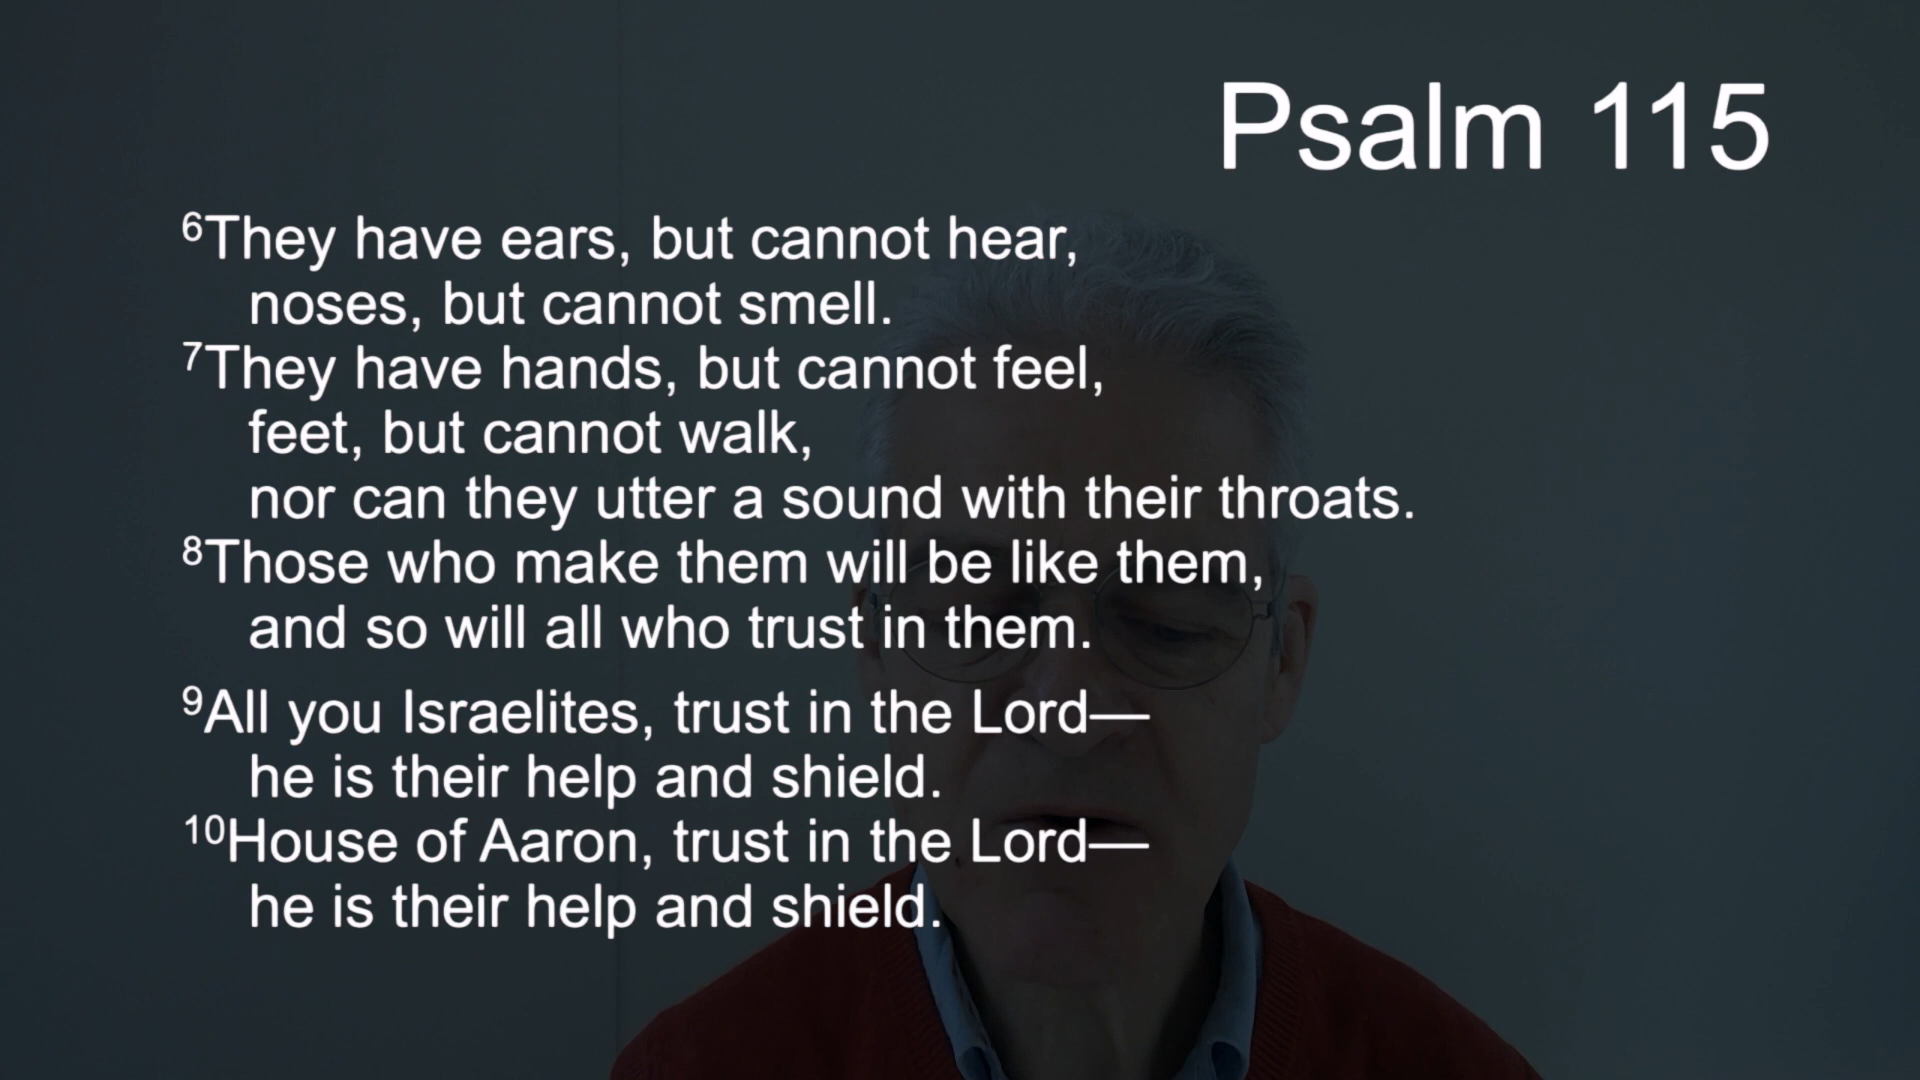 Psalm 115
⁶They have ears, but cannot hear,
noses, but cannot smell.
⁷They have hands, but cannot feel,
feet, but cannot walk,
nor can they utter a sound with their throats.
⁸Those who make them will be like them,
and so will all who trust in them.
⁹All you Israelites, trust in the Lord—
he is their help and shield.
¹⁰House of Aaron, trust in the Lord—
he is their help and shield.